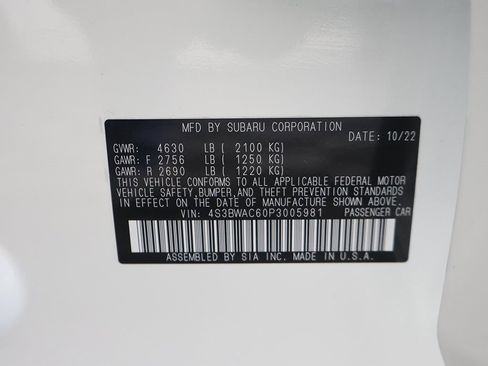 MFD BY SUBARU CORPORATION
DATE: 10/22
GVWR: 4630 LB ( 2100 KG)
GAWR: F 2756 LB ( 1250 KG)
GAWR: R 2690 LB ( 1220 KG)
THIS VEHICLE CONFORMS TO ALL APPLICABLE FEDERAL MOTOR
VEHICLE SAFETY,BUMPER,AND THEFT PREVENTION STANDARDS
IN EFFECT ON THE DATE OF MANUFACTURE SHOWN ABOVE.
VIN: 4S3BWAC60P3005981 PASSENGER CAR
ASSEMBLED BY SIA INC. MADE IN U.S.A.